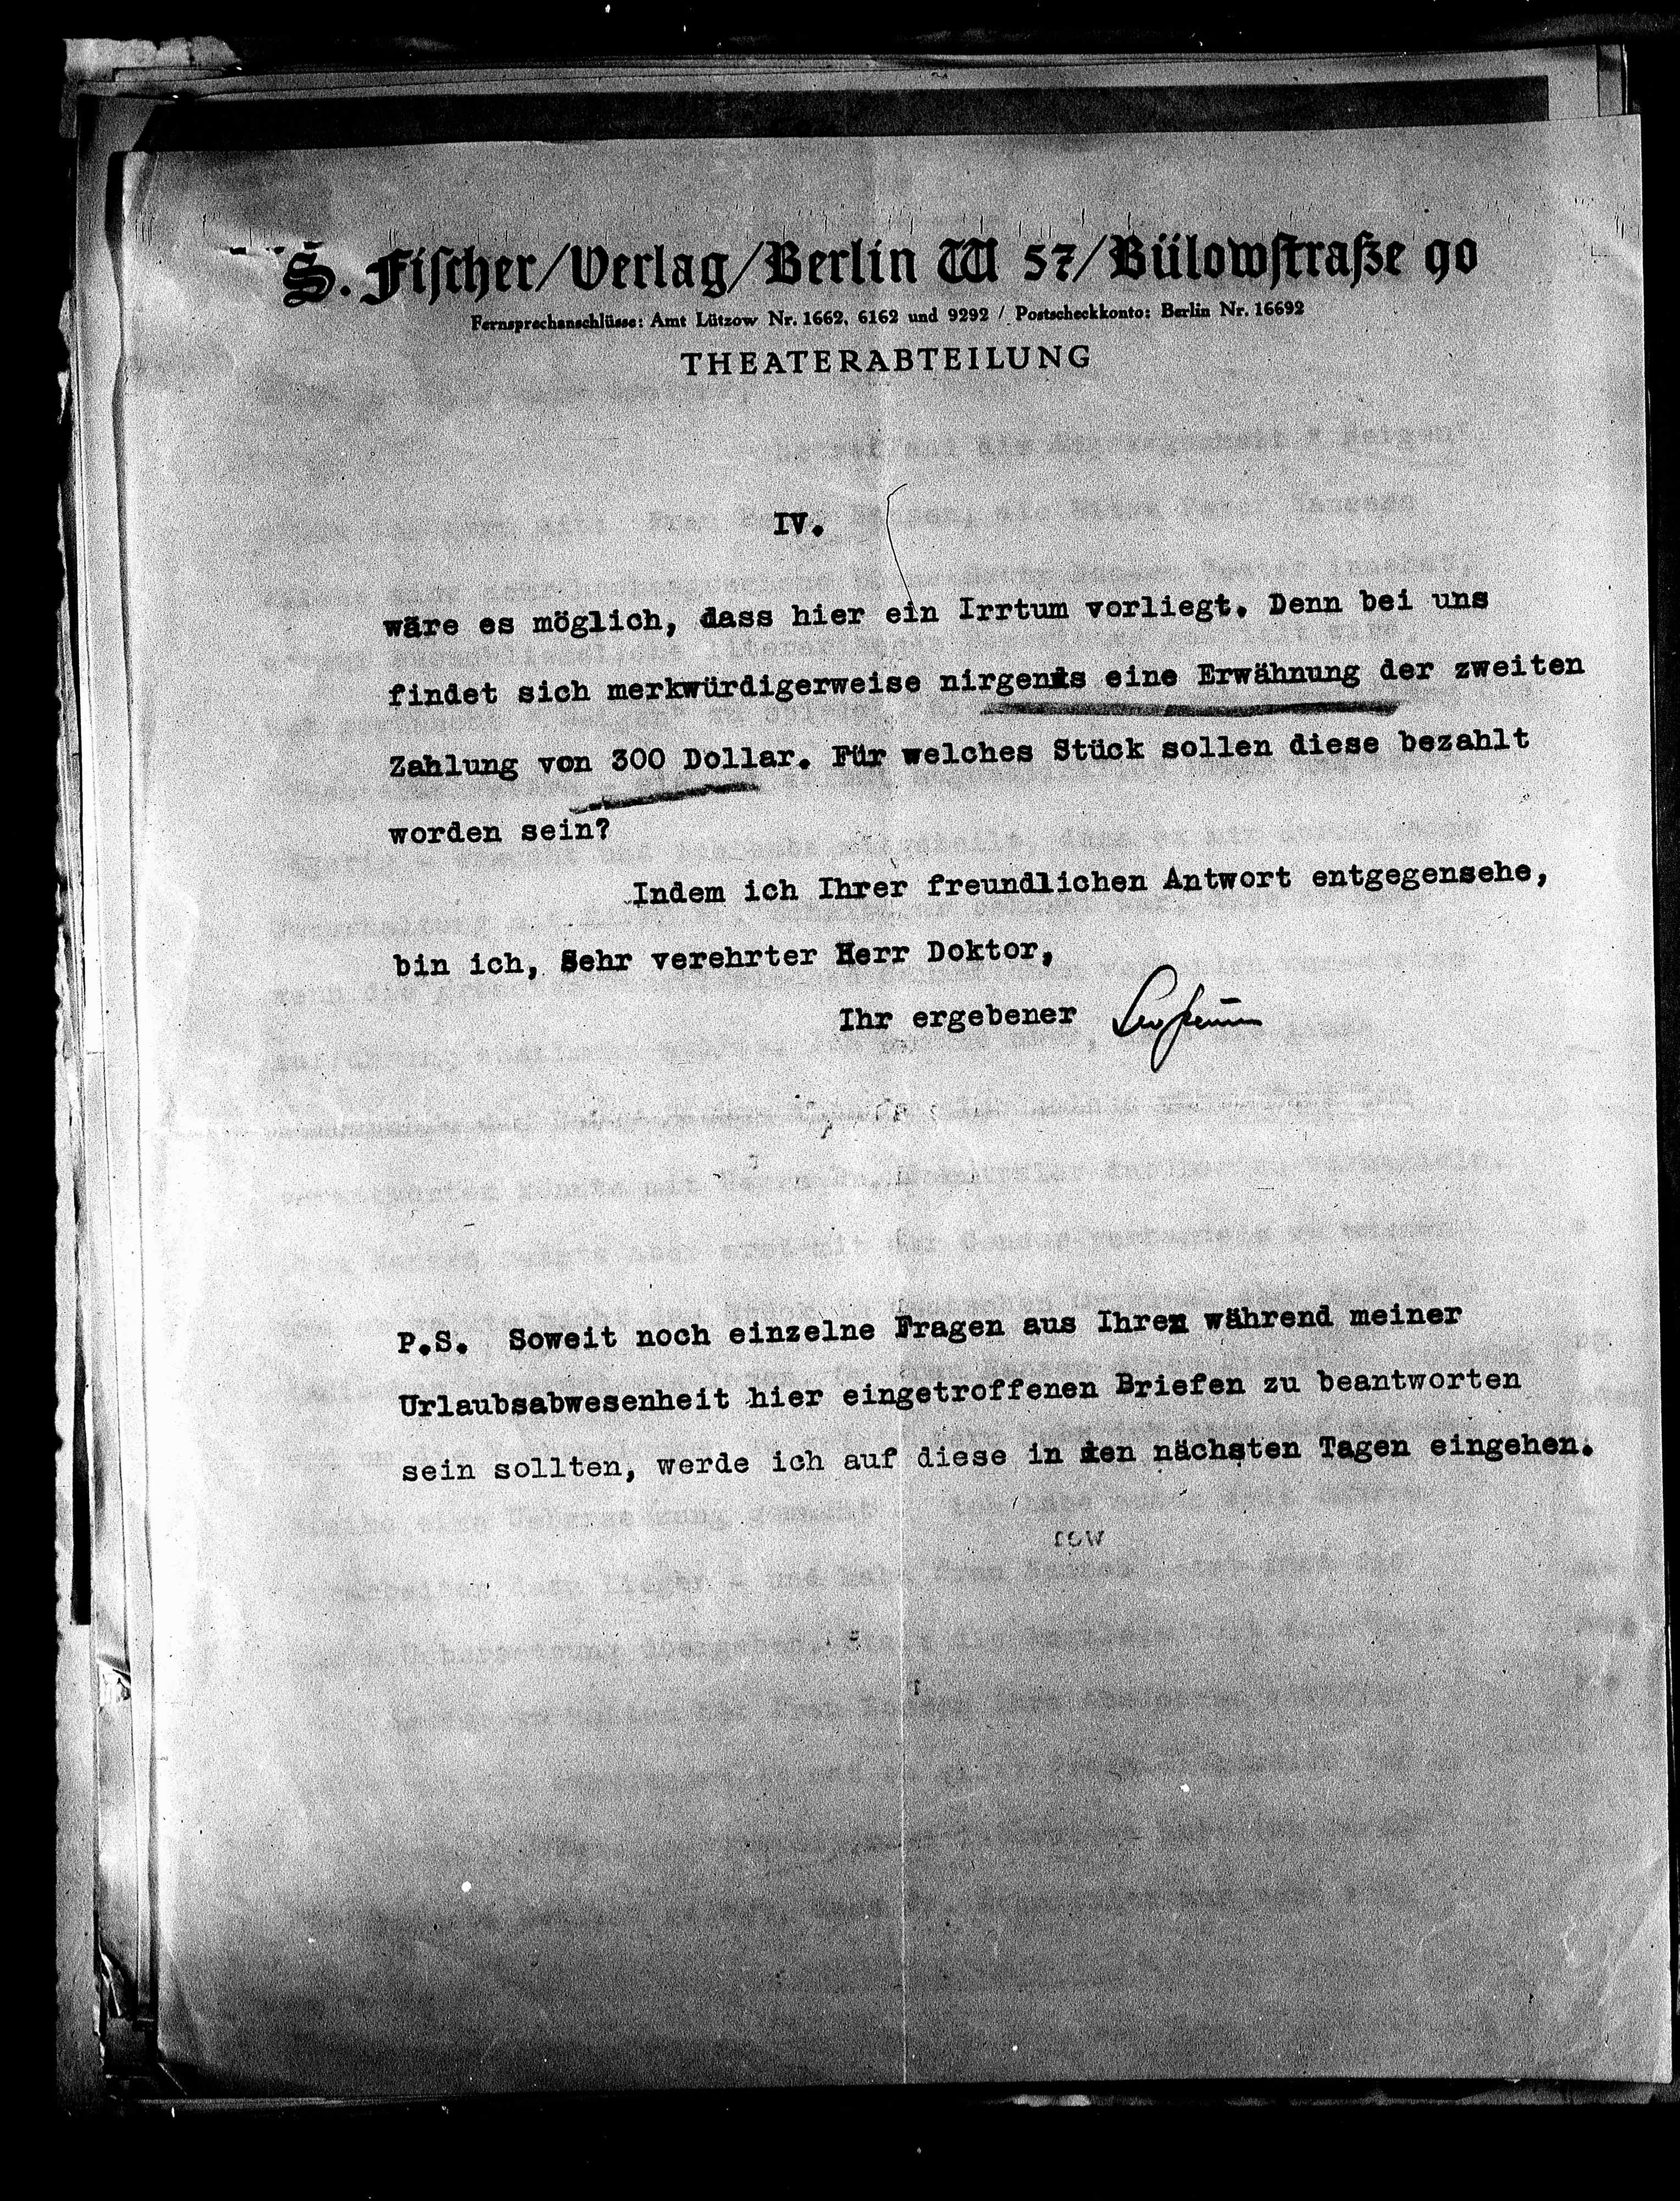 S. Fischer/Verlag/Berlin W 57/Bülowstraße 90
Fernsprechanschlüsse: Amt Lützow Nr. 1662, 6162 und 9292 / Postscheckkonto: Berlin Nr. 16692
THEATERABTEILUNG
IV.
wäre es möglich, dass hier ein Irrtum vorliegt. Denn bei uns
findet sich merkwürdigerweise nirgends eine Erwähnung der zweiten
Zahlung von 300 Dollar. Für welches Stück sollen diese bezahlt
worden sein?
Indem ich Ihrer freundlichen Antwort entgegensehe,
bin ich, Sehr verehrter Herr Doktor,
Ihr ergebener
P.S. Soweit noch einzelne Fragen aus Ihren während meiner
Urlaubsabwesenheit hier eingetroffenen Briefen zu beantworten
sein sollten, werde ich auf diese in den nächsten Tagen eingehen.